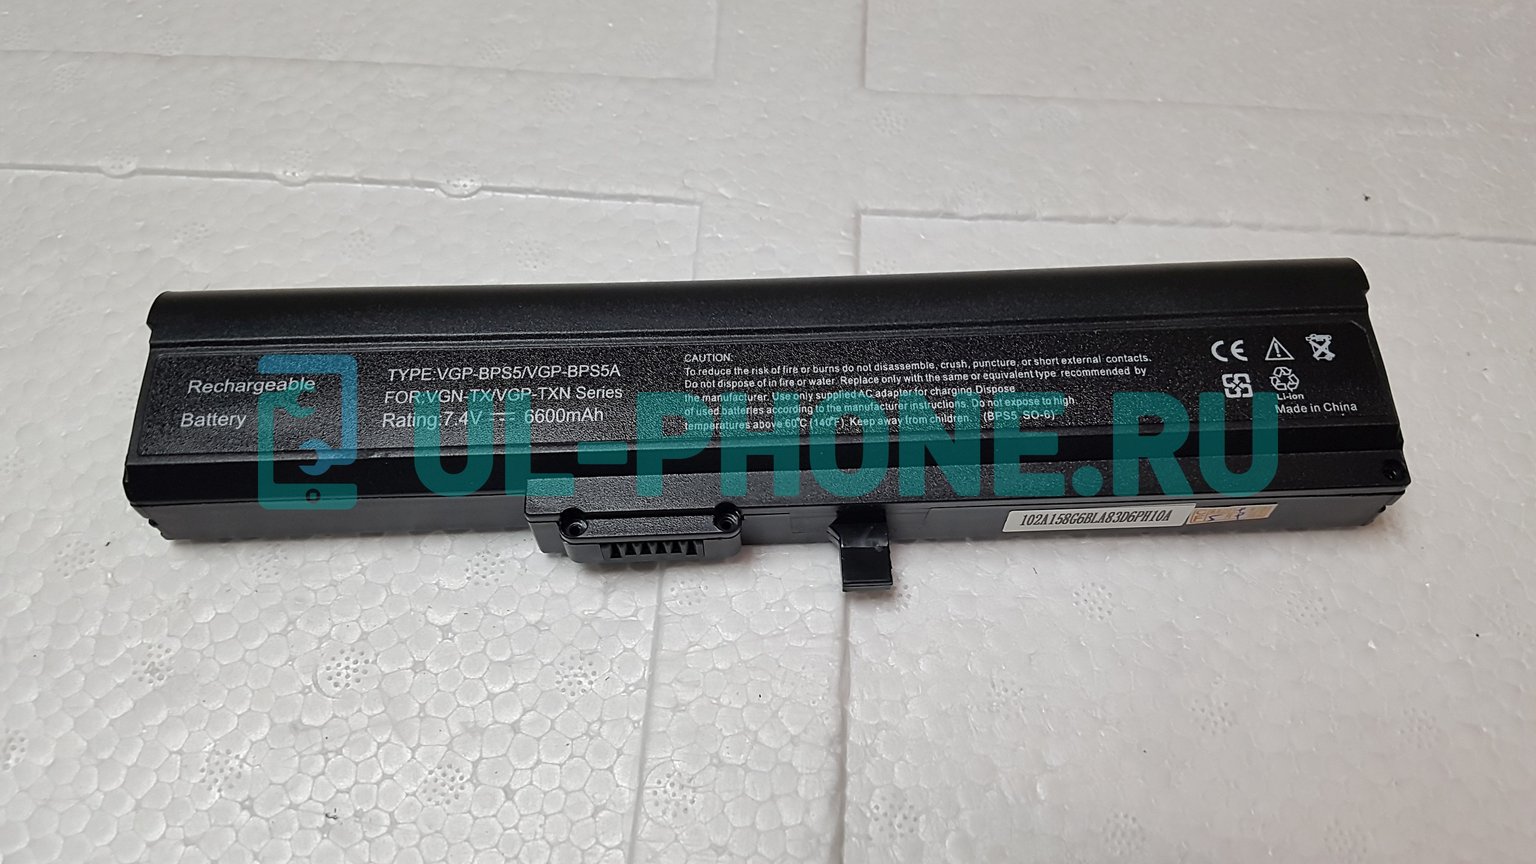 Rechargeable
Battery
TYPE:VGP-BPS5/VGP-BPS5A
FOR:VGN-TX/VGP-TXN Series
Rating:7.4V 6600mAh
CAUTION:
To reduce the risk of fire or burns do not disassemble, crush, puncture, or short external contacts.
Do not dispose of in fire or water. Replace only with the same or equivalent type recommended by
the manufacturer. Use only supplied AC adapter for charging.Dispose
of used batteries according to the manufacturer instructions. Do not expose to high
temperatures above 60℃(140℉). Keep away from children. (BPS5 SO-6)
CE
Li-ion
Made in China
UL-PHONE.RU
102A158G6BLA83D6PH10A